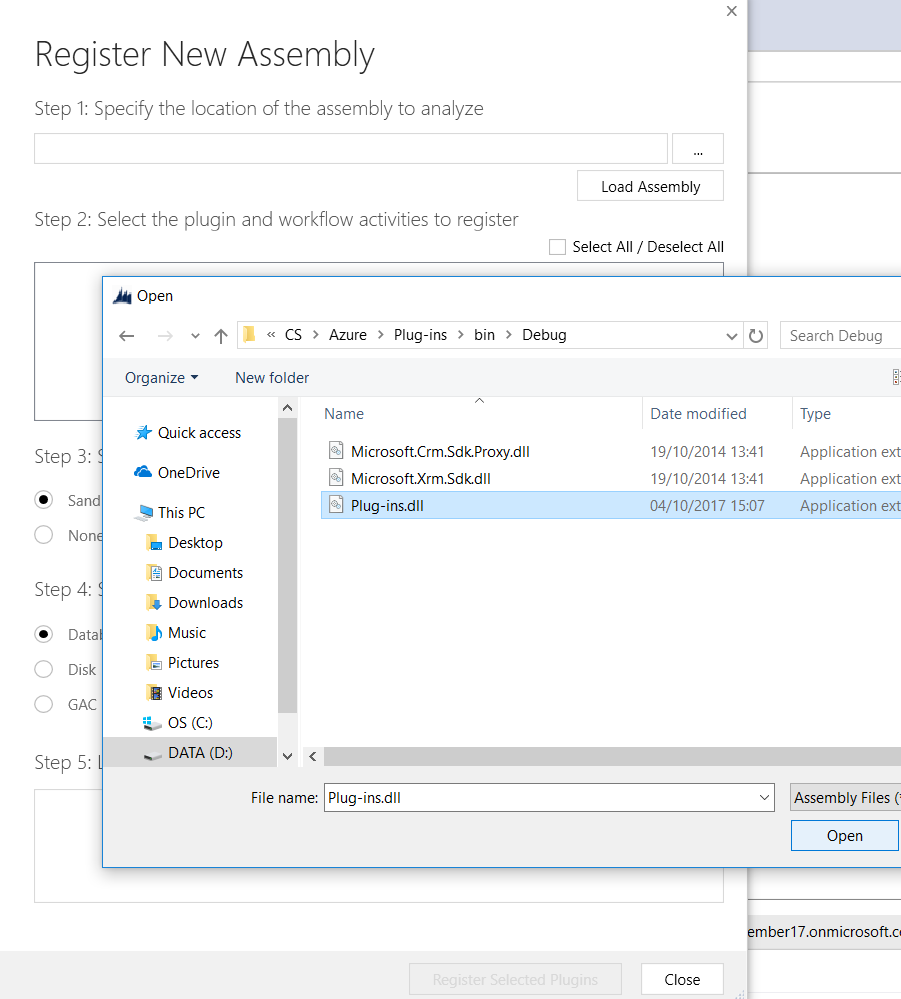 Register New Assembly
Step 1: Specify the location of the assembly to analyze
...
Load Assembly
Step 2: Select the plugin and workflow activities to register
Select All / Deselect All
Open
« CS > Azure > Plug-ins > bin > Debug
Search Debug
Organize
New folder
Name
Date modified
Type
Quick access
OneDrive
This PC
Desktop
Documents
Downloads
Music
Pictures
Videos
OS (C:)
DATA (D:)
Microsoft.Crm.Sdk.Proxy.dll 19/10/2014 13:41 Application ext
Microsoft.Xrm.Sdk.dll 19/10/2014 13:41 Application ext
Plug-ins.dll 04/10/2017 15:07 Application ext
Step 3: S
Sand
None
Step 4: S
Datab
Disk
GAC
Step 5: L
File name: Plug-ins.dll
Assembly Files (*
Open
ember17.onmicrosoft.co
Register Selected Plugins
Close